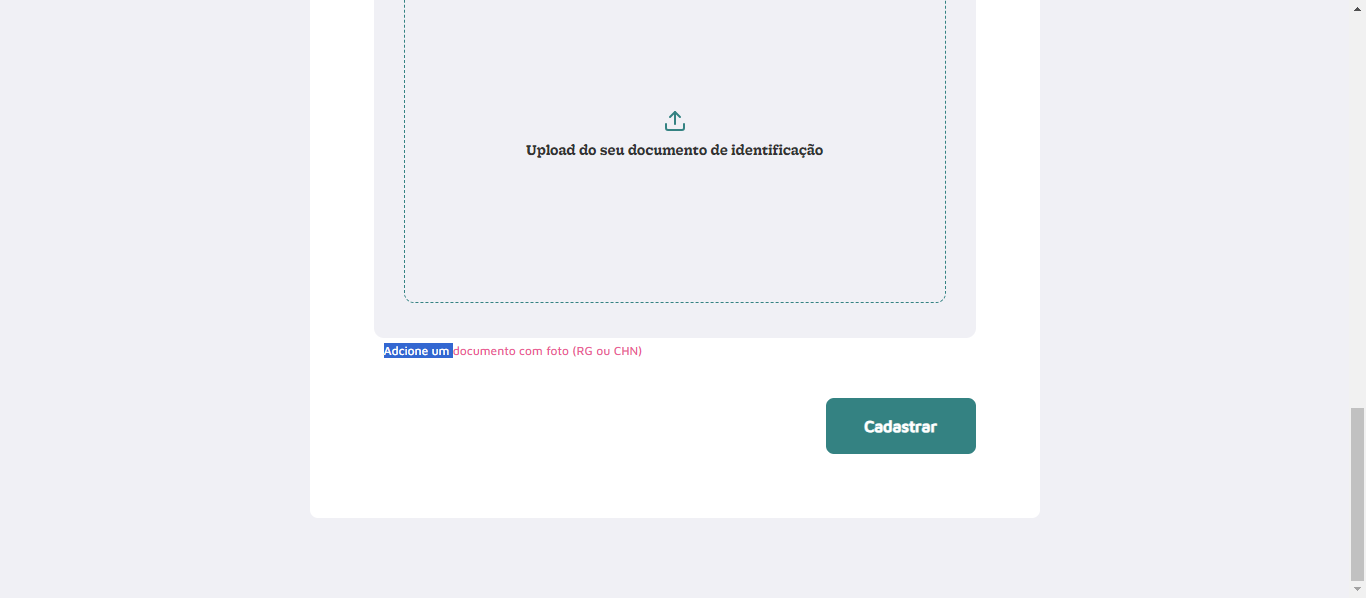 Upload do seu documento de identificação
Adcione um documento com foto (RG ou CHN)
Cadastrar